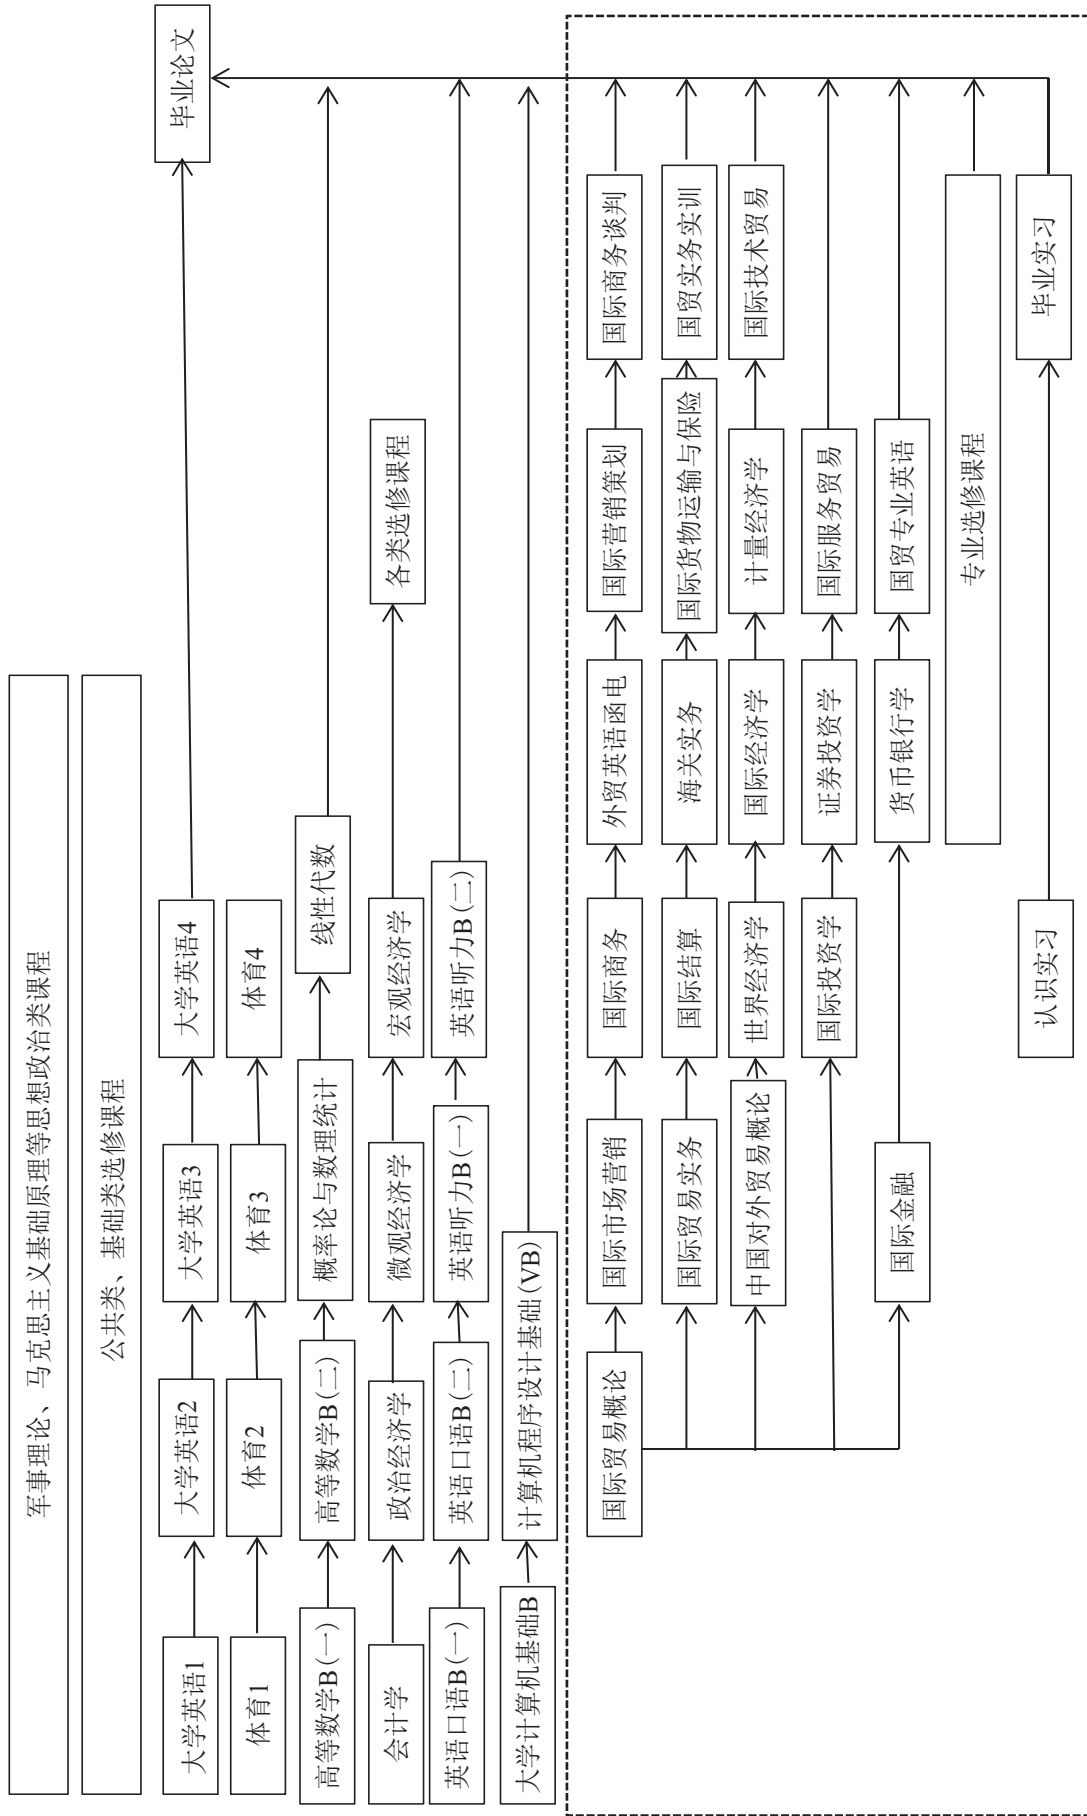 军事理论、马克思主义基础原理等思想政治类课程
公共类、基础类选修课程
大学英语1
大学英语2
大学英语3
大学英语4
毕业论文
体育1
体育2
体育3
体育4
高等数学B(一)
高等数学B(二)
概率论与数理统计
线性代数
会计学
政治经济学
微观经济学
宏观经济学
各类选修课程
英语口语B(一)
英语口语B(二)
英语听力B(一)
英语听力B(二)
大学计算机基础B
计算机程序设计基础(VB)
国际贸易概论
国际市场营销
国际商务
外贸英语函电
国际营销策划
国际商务谈判
国际贸易实务
国际结算
海关实务
国际货物运输与保险
国贸实务实训
中国对外贸易概论
世界经济学
国际经济学
计量经济学
国际技术贸易
国际投资学
证券投资学
国际服务贸易
国际金融
货币银行学
国贸专业英语
专业选修课程
认识实习
毕业实习